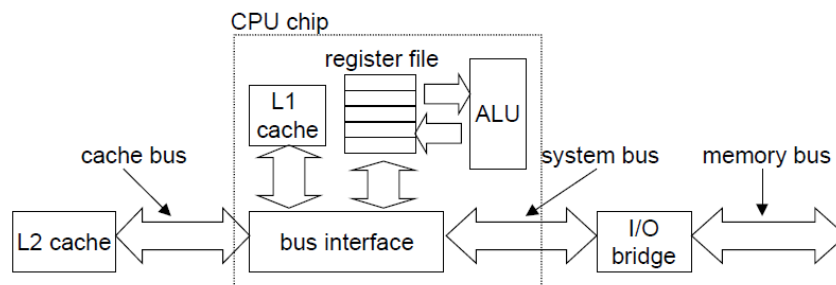 CPU chip
register file
L1
cache
ALU
cache bus
system bus
memory bus
L2 cache
bus interface
I/O
bridge